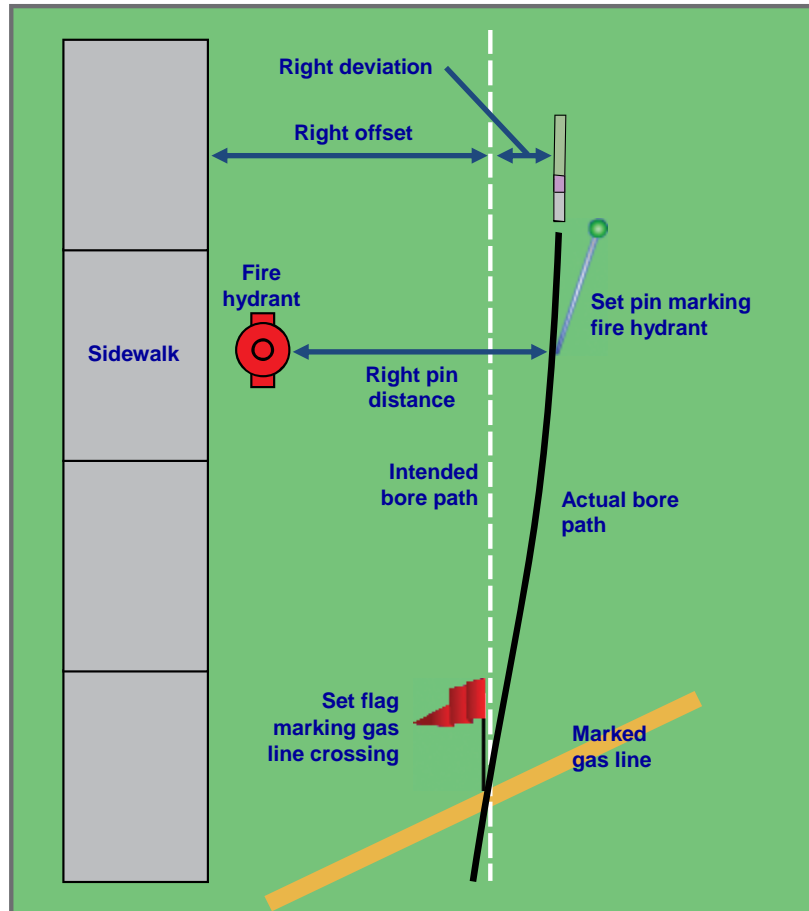 Right deviation
Right offset
Fire
hydrant
Set pin marking
fire hydrant
Sidewalk
Right pin
distance
Intended
bore path
Actual bore
path
Set flag
marking gas
line crossing
Marked
gas line